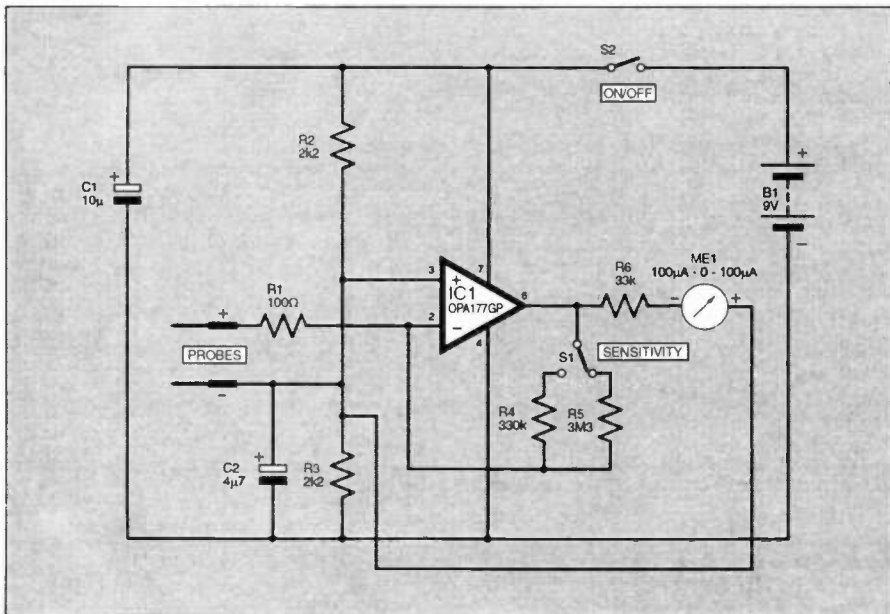 S2
ON/OFF
R2
2k2
+
C1
10µ
+
B1
9V
-
3
7
+
IC1
OPA177GP
6
-
2
4
R6
33k
ME1
100µA - 0 - 100µA
-
+
R1
100Ω
+
PROBES
-
S1
SENSITIVITY
R4
330k
R5
3M3
+
C2
4µ7
R3
2k2